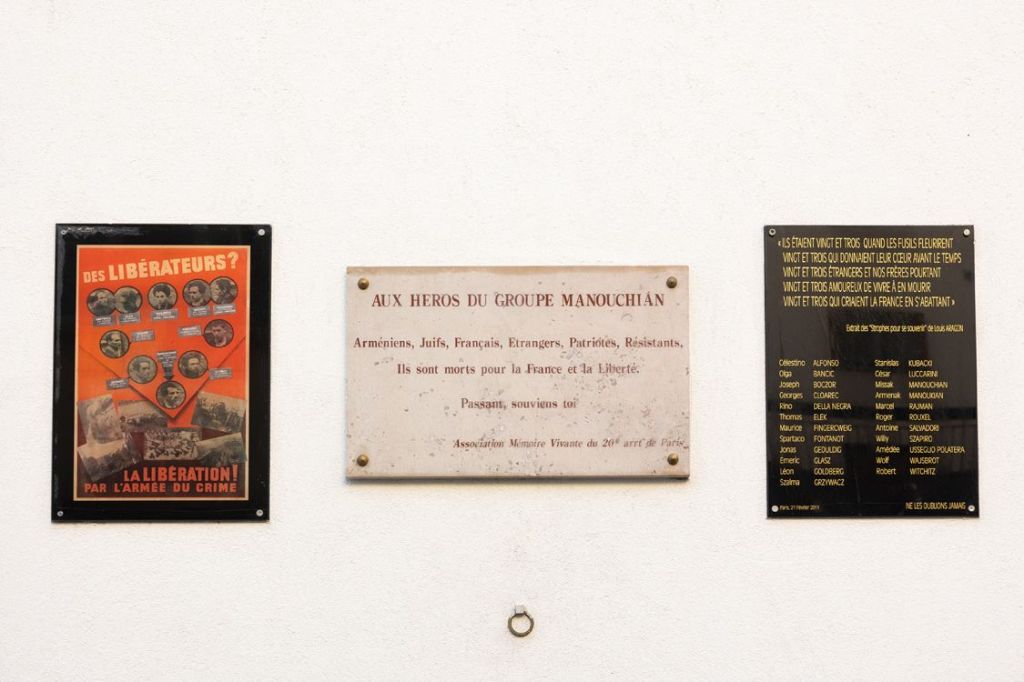 DES LIBÉRATEURS?
LA LIBÉRATION!
PAR L'ARMÉE DU CRIME
AUX HEROS DU GROUPE MANOUCHIAN
Arméniens, Juifs, Français, Etrangers, Patriotes, Résistants,
Ils sont morts pour la France et la Liberté.
Passant, souviens toi
Association Mémoire Vivante du 20e arrt de Paris
« ILS ÉTAIENT VINGT ET TROIS QUAND LES FUSILS FLEURIRENT
VINGT ET TROIS QUI DONNAIENT LEUR CŒUR AVANT LE TEMPS
VINGT ET TROIS ÉTRANGERS ET NOS FRÈRES POURTANT
VINGT ET TROIS AMOUREUX DE VIVRE À EN MOURIR
VINGT ET TROIS QUI CRIAIENT LA FRANCE EN S'ABATTANT »
Extrait des "Strophes pour se souvenir" de Louis ARAGON
Célestino ALFONSO Stanislas KUBACKI
Olga BANCIC César LUCCARINI
Joseph BOCZOR Missak MANOUCHIAN
Georges CLOAREC Armenak MANOUKIAN
Rino DELLA NEGRA Marcel RAJMAN
Thomas ELEK Roger ROUXEL
Maurice FINGERCWEIG Antoine SALVADORI
Spartaco FONTANOT Willy SZAPIRO
Jonas GEDULDIG Amédée USSEGLIO POLATERA
Émeric GLASZ Wolf WAJSBROT
Léon GOLDBERG Robert WITCHITZ
Szalma GRZYWACZ
Paris, 21 Février 2011 NE LES OUBLIONS JAMAIS